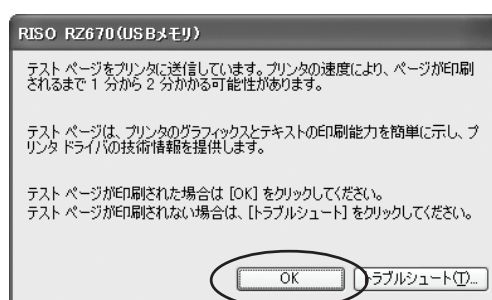 RISO RZ670(USBメモリ)
テスト ページをプリンタに送信しています。プリンタの速度により、ページが印刷
されるまで 1 分から 2 分かかる可能性があります。
テスト ページは、プリンタのグラフィックスとテキストの印刷能力を簡単に示し、プ
リンタ ドライバの技術情報を提供します。
テスト ページが印刷された場合は [OK] をクリックしてください。
テスト ページが印刷されない場合は、[トラブルシュート] をクリックしてください。
OK
トラブルシュート(T)...